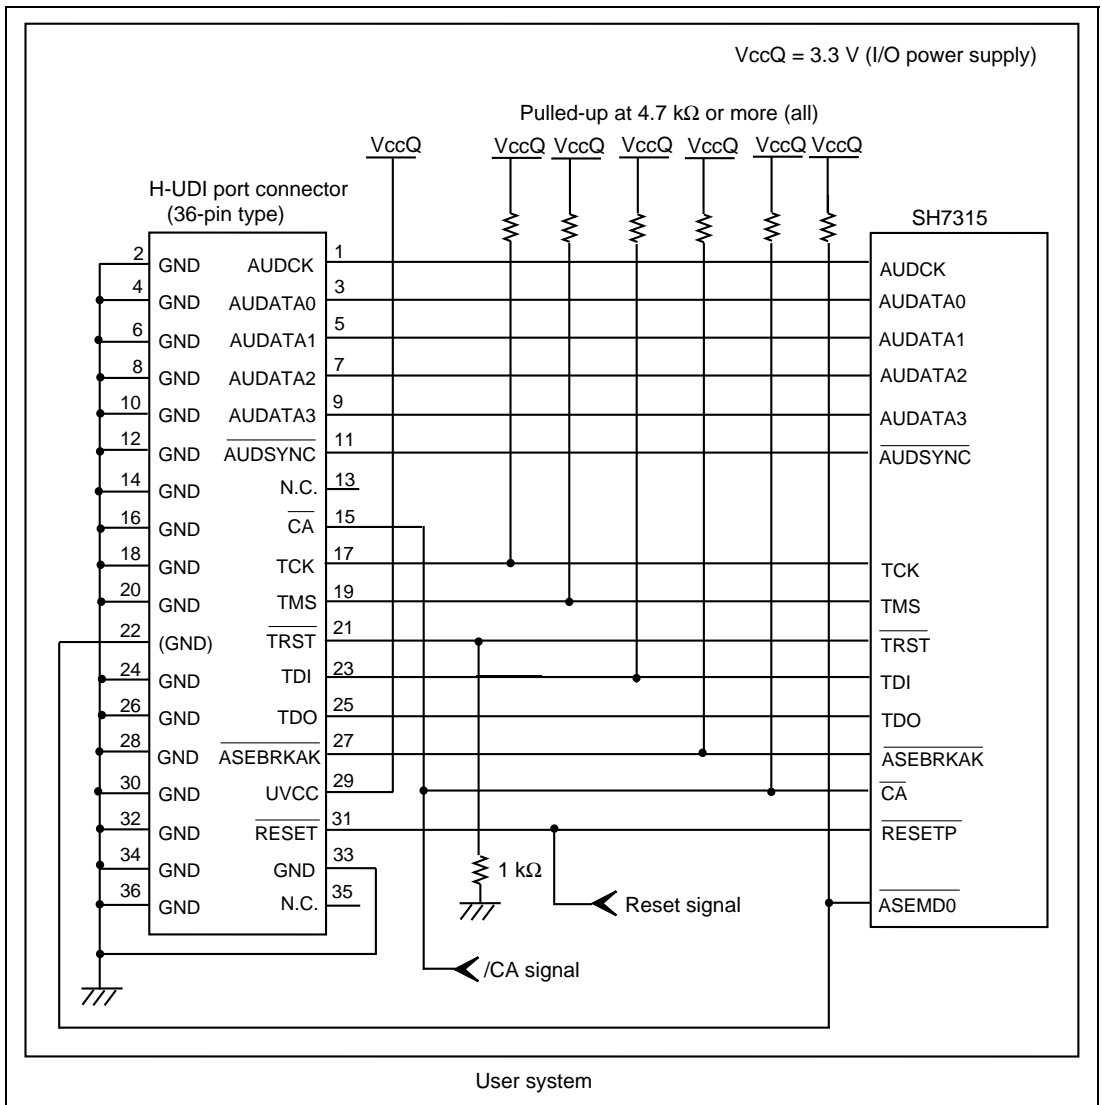 VccQ = 3.3 V (I/O power supply)
Pulled-up at 4.7 kΩ or more (all)
VccQ VccQ VccQ VccQ VccQ VccQ VccQ
H-UDI port connector
(36-pin type)
SH7315
2 GND AUDCK 1 AUDCK
4 GND AUDATA0 3 AUDATA0
6 GND AUDATA1 5 AUDATA1
8 GND AUDATA2 7 AUDATA2
10 GND AUDATA3 9 AUDATA3
12 GND AUDSYNC 11 AUDSYNC
14 GND N.C. 13
16 GND CA 15
18 GND TCK 17 TCK
20 GND TMS 19 TMS
22 (GND) TRST 21 TRST
24 GND TDI 23 TDI
26 GND TDO 25 TDO
28 GND ASEBRKAK 27 ASEBRKAK
30 GND UVCC 29 CA
32 GND RESET 31 RESETP
34 GND GND 33 1 kΩ
36 GND N.C. 35 Reset signal ASEMD0
/CA signal
User system